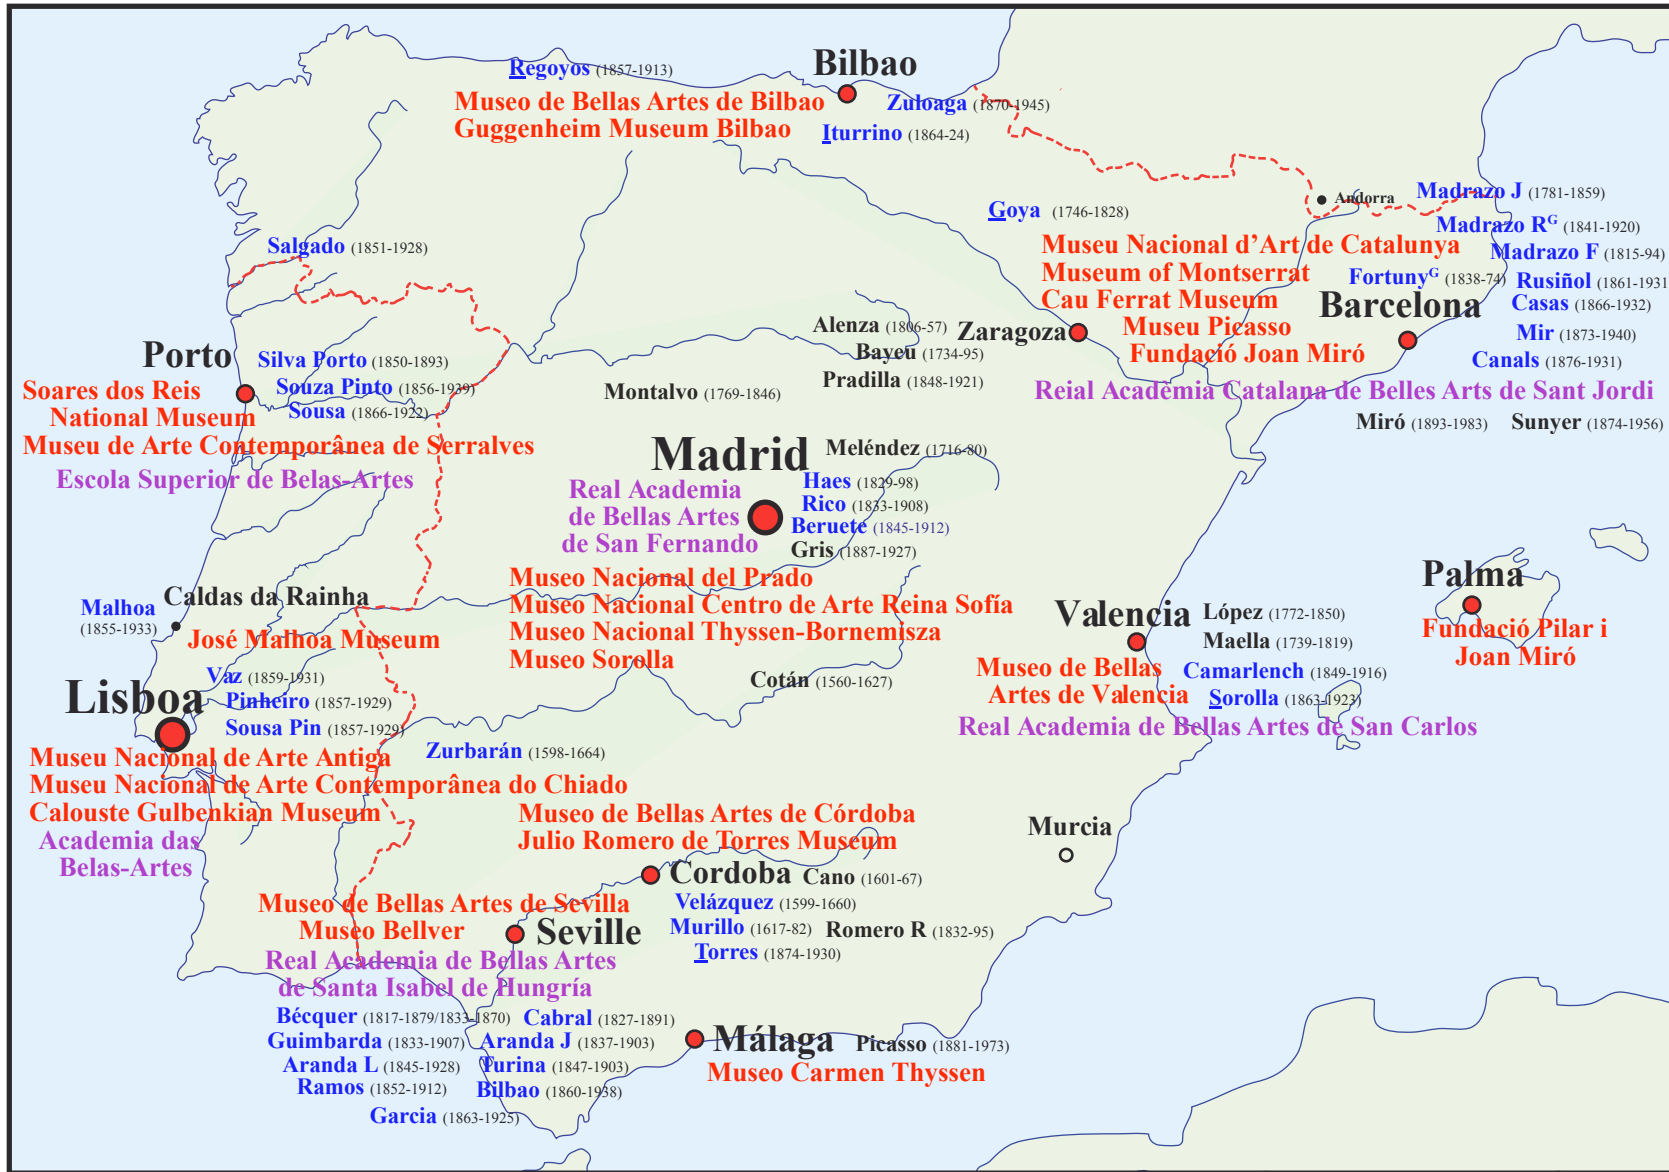 Regoyos (1857-1913)
Bilbao
Museo de Bellas Artes de Bilbao
Zuloaga (1870-1945)
Guggenheim Museum Bilbao
Iturrino (1864-24)
Andorra
Madrazo J (1781-1859)
Goya (1746-1828)
Madrazo Rᴳ (1841-1920)
Salgado (1851-1928)
Museu Nacional d’Art de Catalunya
Madrazo F (1815-94)
Museum of Montserrat
Fortunyᴳ (1838-74)
Rusiñol (1861-1931
Cau Ferrat Museum
Barcelona
Casas (1866-1932)
Alenza (1806-57)
Zaragoza
Museu Picasso
Mir (1873-1940)
Porto
Bayeu (1734-95)
Fundació Joan Miró
Silva Porto (1850-1893)
Canals (1876-1931)
Souza Pinto (1856-1939)
Pradilla (1848-1921)
Soares dos Reis
National Museum
Sousa (1866-1922)
Montalvo (1769-1846)
Reial Acadèmia Catalana de Belles Arts de Sant Jordi
Miró (1893-1983)
Sunyer (1874-1956)
Museu de Arte Contemporânea de Serralves
Escola Superior de Belas-Artes
Madrid
Meléndez (1716-80)
Real Academia
de Bellas Artes
de San Fernando
Haes (1829-98)
Rico (1833-1908)
Beruete (1845-1912)
Gris (1887-1927)
Museo Nacional del Prado
Museo Nacional Centro de Arte Reina Sofía
Museo Nacional Thyssen-Bornemisza
Museo Sorolla
Palma
Fundació Pilar i
Joan Miró
Malhoa
(1855-1933)
Caldas da Rainha
José Malhoa Museum
Valencia
López (1772-1850)
Maella (1739-1819)
Museo de Bellas
Artes de Valencia
Camarlench (1849-1916)
Sorolla (1863-1923)
Real Academia de Bellas Artes de San Carlos
Cotán (1560-1627)
Vaz (1859-1931)
Lisboa
Pinheiro (1857-1929)
Sousa Pin (1857-1929)
Zurbarán (1598-1664)
Museu Nacional de Arte Antiga
Museu Nacional de Arte Contemporânea do Chiado
Calouste Gulbenkian Museum
Academia das
Belas-Artes
Museo de Bellas Artes de Córdoba
Julio Romero de Torres Museum
Murcia
Cordoba
Cano (1601-67)
Velázquez (1599-1660)
Murillo (1617-82)
Romero R (1832-95)
Torres (1874-1930)
Museo de Bellas Artes de Sevilla
Museo Bellver
Seville
Real Academia de Bellas Artes
de Santa Isabel de Hungría
Bécquer (1817-1879/1833-1870)
Cabral (1827-1891)
Guimbarda (1833-1907)
Aranda J (1837-1903)
Aranda L (1845-1928)
Turina (1847-1903)
Ramos (1852-1912)
Bilbao (1860-1938)
Garcia (1863-1925)
Málaga
Picasso (1881-1973)
Museo Carmen Thyssen